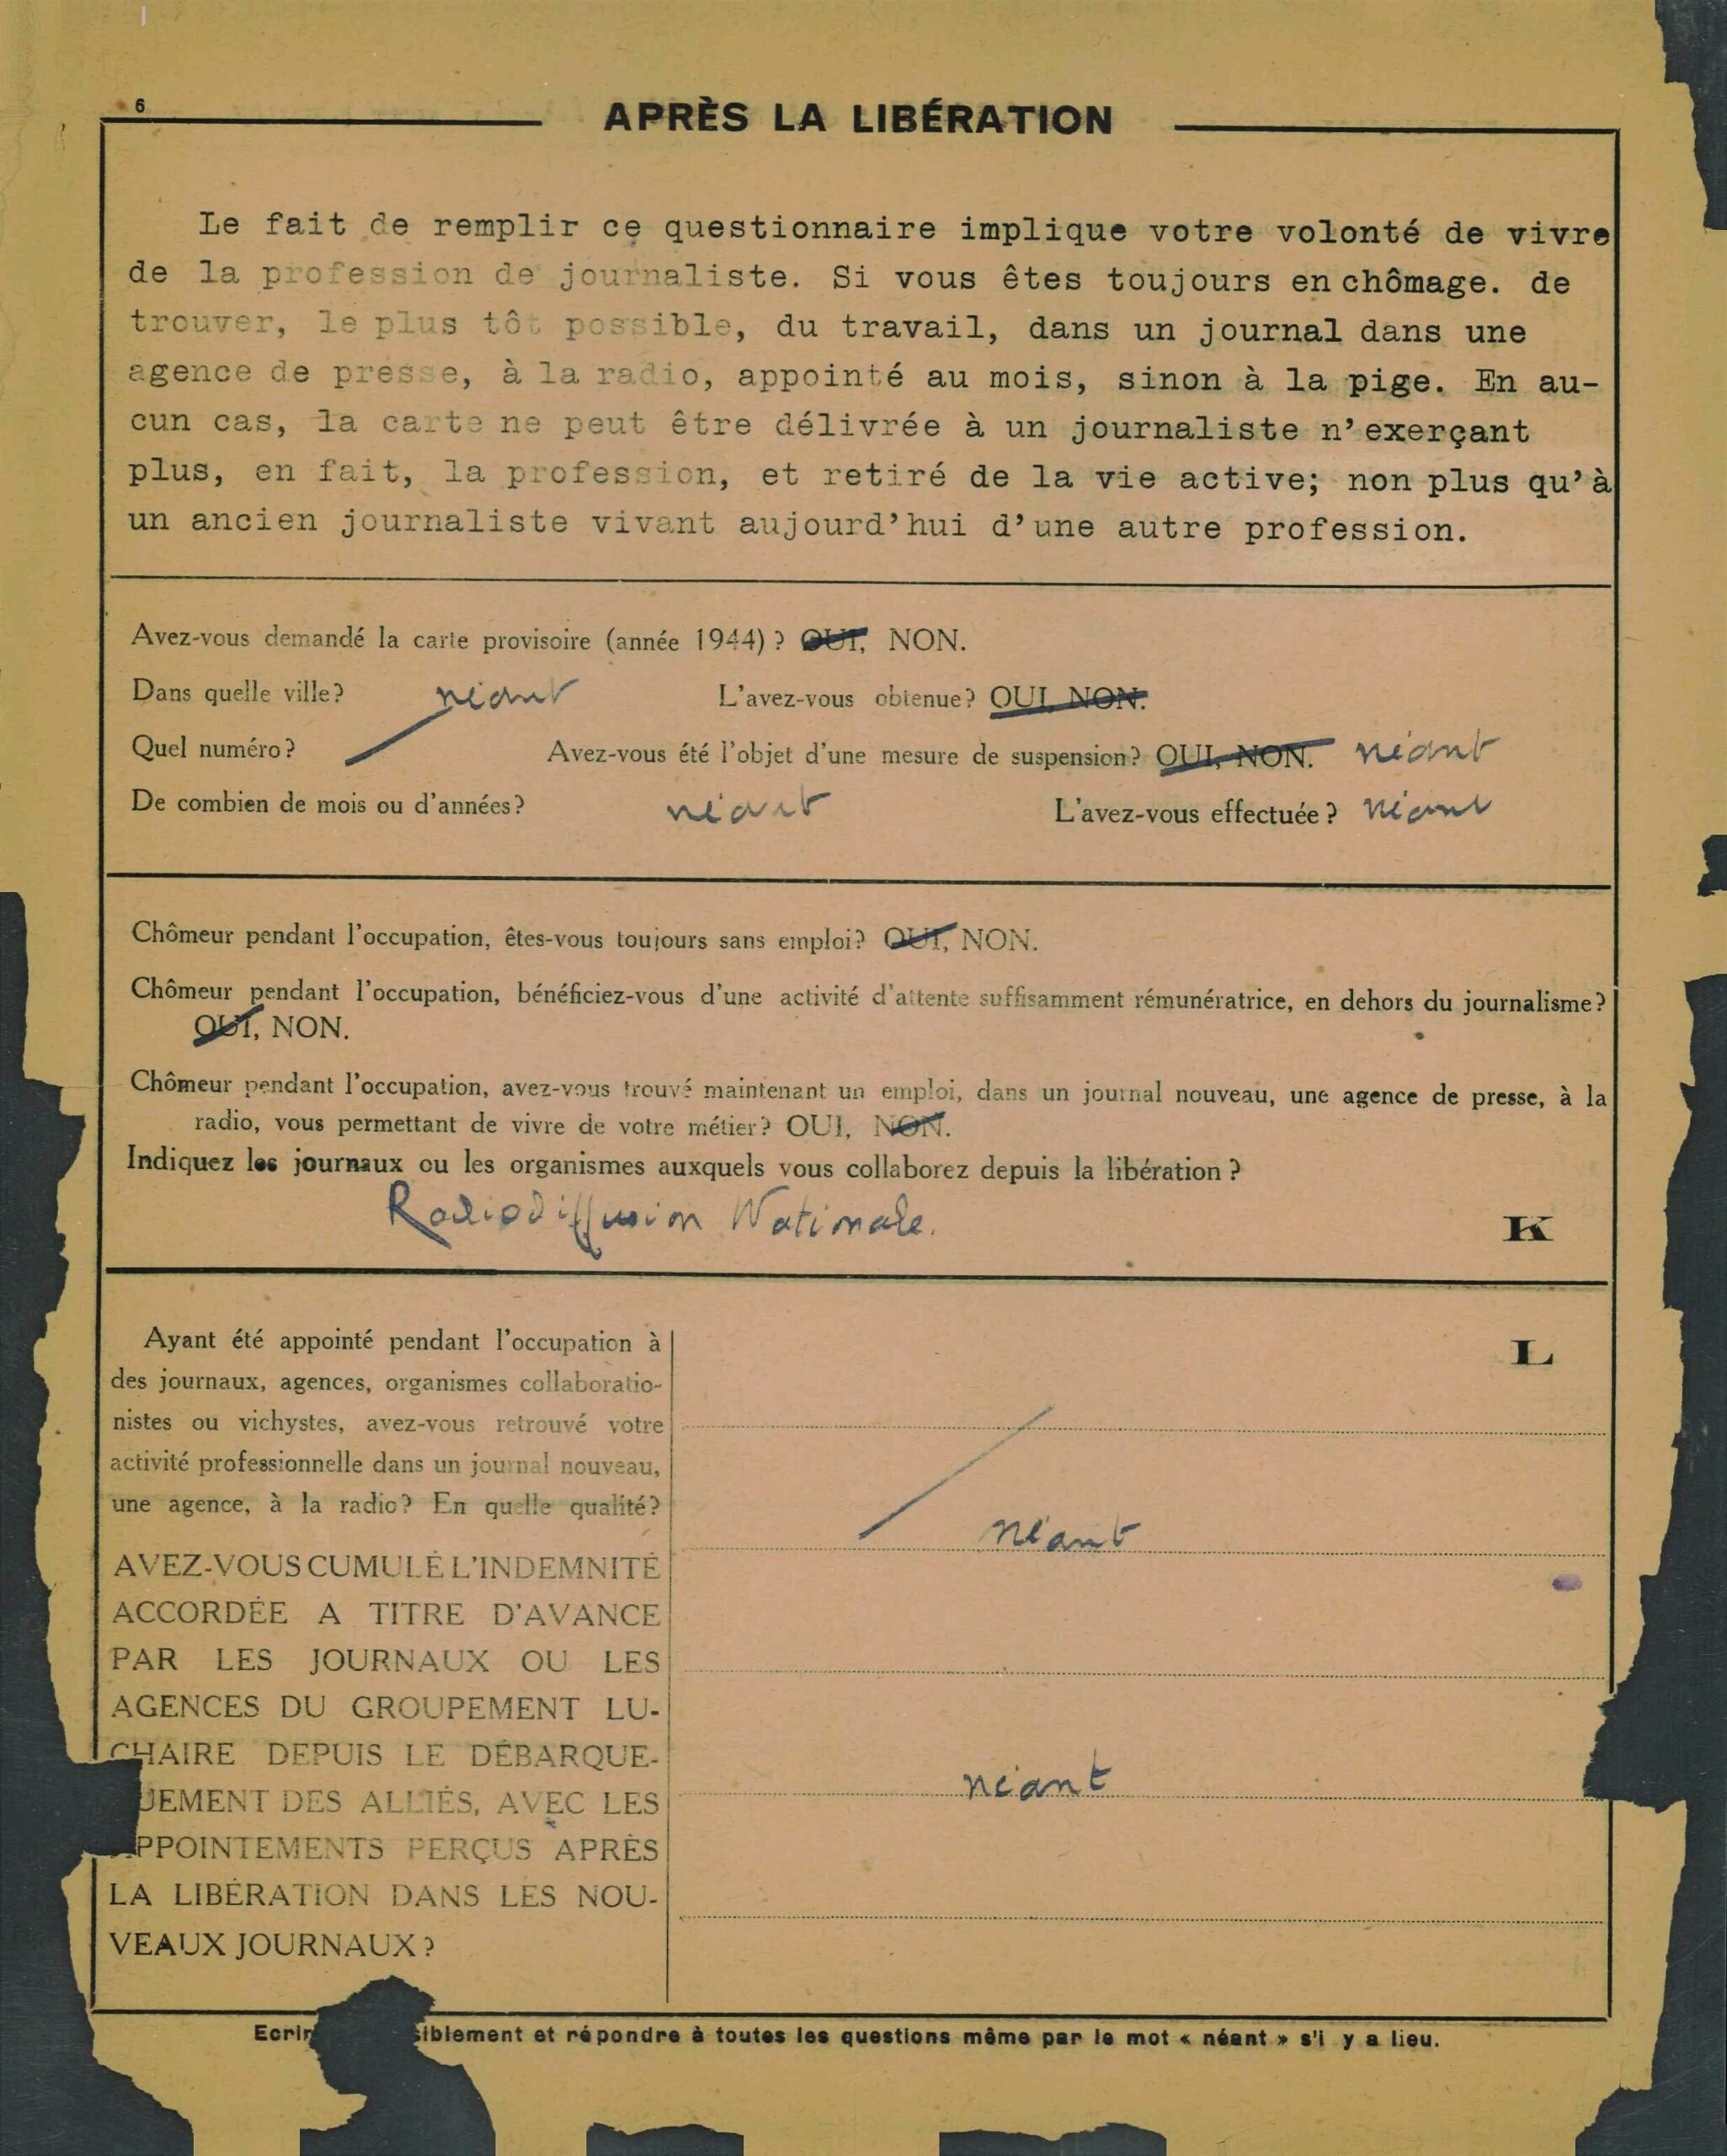 6
APRÈS LA LIBÉRATION
Le fait de remplir ce questionnaire implique votre volonté de vivre
de la profession de journaliste. Si vous êtes toujours en chômage. de
trouver, le plus tôt possible, du travail, dans un journal dans une
agence de presse, à la radio, appointé au mois, sinon à la pige. En au-
cun cas, la carte ne peut être délivrée à un journaliste n'exerçant
plus, en fait, la profession, et retiré de la vie active; non plus qu'à
un ancien journaliste vivant aujourd'hui d'une autre profession.
Avez-vous demandé la carte provisoire (année 1944) ? OUI, NON.
Dans quelle ville? néant L'avez-vous obtenue? OUI, NON.
Quel numéro? Avez-vous été l'objet d'une mesure de suspension? OUI, NON. néant
De combien de mois ou d'années? néant L'avez-vous effectuée? néant
Chômeur pendant l'occupation, êtes-vous toujours sans emploi? OUI, NON.
Chômeur pendant l'occupation, bénéficiez-vous d'une activité d'attente suffisamment rémunératrice, en dehors du journalisme?
OUI, NON.
Chômeur pendant l'occupation, avez-vous trouvé maintenant un emploi, dans un journal nouveau, une agence de presse, à la
radio, vous permettant de vivre de votre métier? OUI, NON.
Indiquez les journaux ou les organismes auxquels vous collaborez depuis la libération?
Radiodiffusion Nationale.
K
Ayant été appointé pendant l'occupation à
des journaux, agences, organismes collaboratio-
nistes ou vichystes, avez-vous retrouvé votre
activité professionnelle dans un journal nouveau,
une agence, à la radio? En quelle qualité?
L
néant
AVEZ-VOUS CUMULÉ L'INDEMNITÉ
ACCORDÉE A TITRE D'AVANCE
PAR LES JOURNAUX OU LES
AGENCES DU GROUPEMENT LU-
CHAIRE DEPUIS LE DÉBARQUE-
UEMENT DES ALLIÉS, AVEC LES
PPOINTEMENTS PERÇUS APRÈS
LA LIBÉRATION DANS LES NOU-
VEAUX JOURNAUX?
néant
Ecrir siblement et répondre à toutes les questions même par le mot « néant » s'i y a lieu.